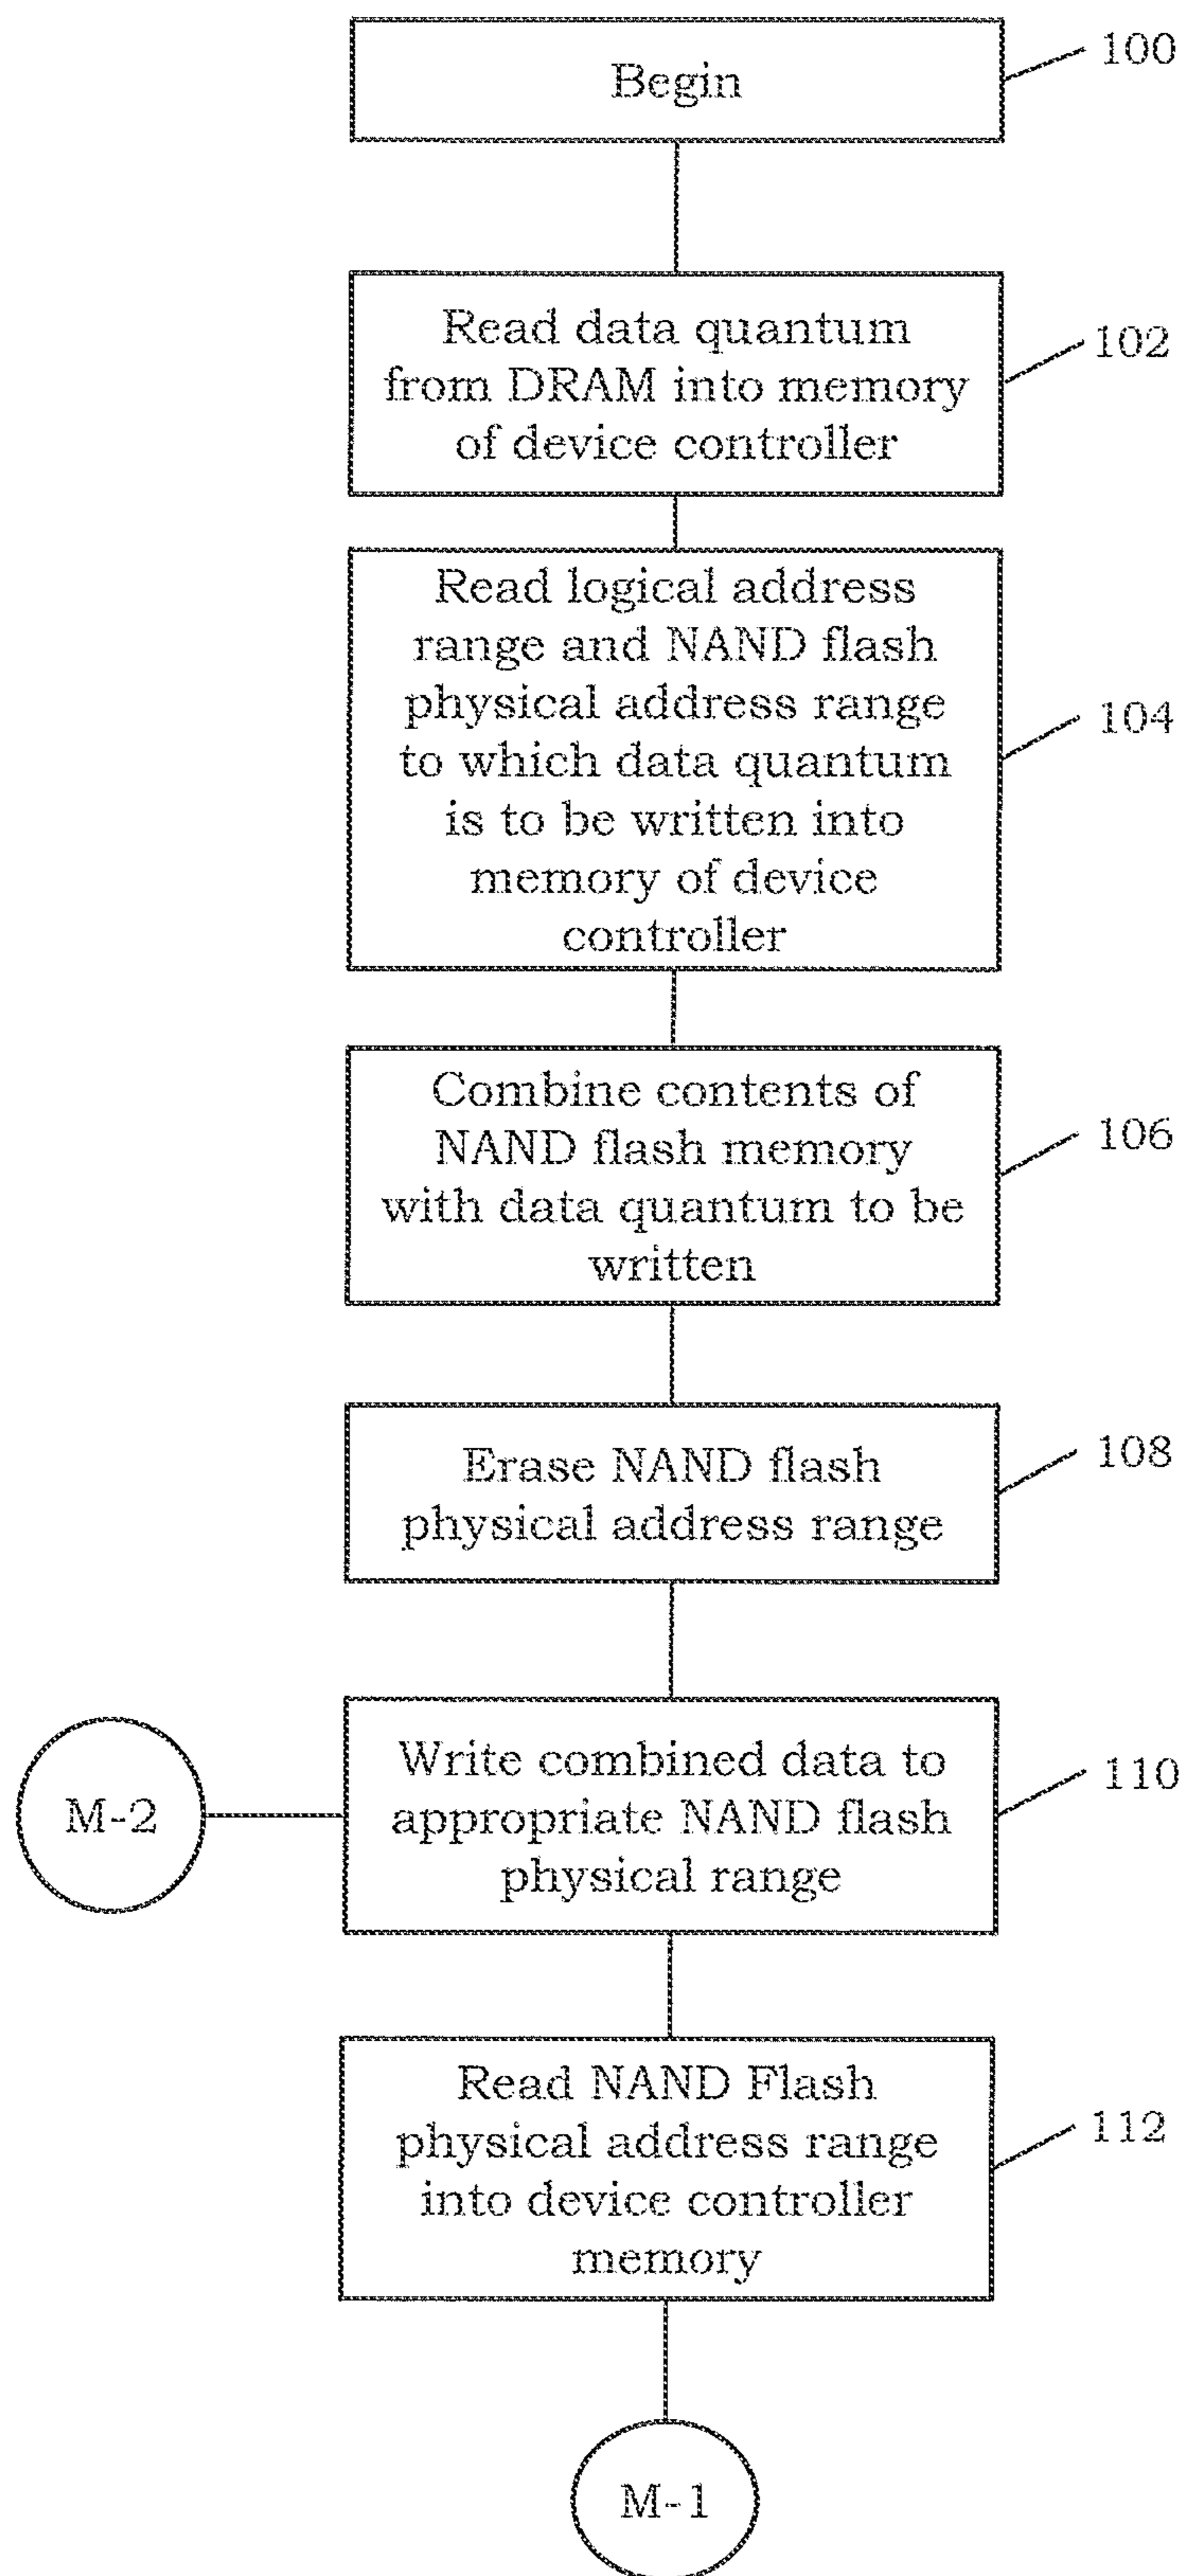 Begin
100
Read data quantum
from DRAM into memory
of device controller
102
Read logical address
range and NAND flash
physical address range
to which data quantum
is to be written into
memory of device
controller
104
Combine contents of
NAND flash memory
with data quantum to be
written
106
Erase NAND flash
physical address range
108
M-2
Write combined data to
appropriate NAND flash
physical range
110
Read NAND Flash
physical address range
into device controller
memory
112
M-1